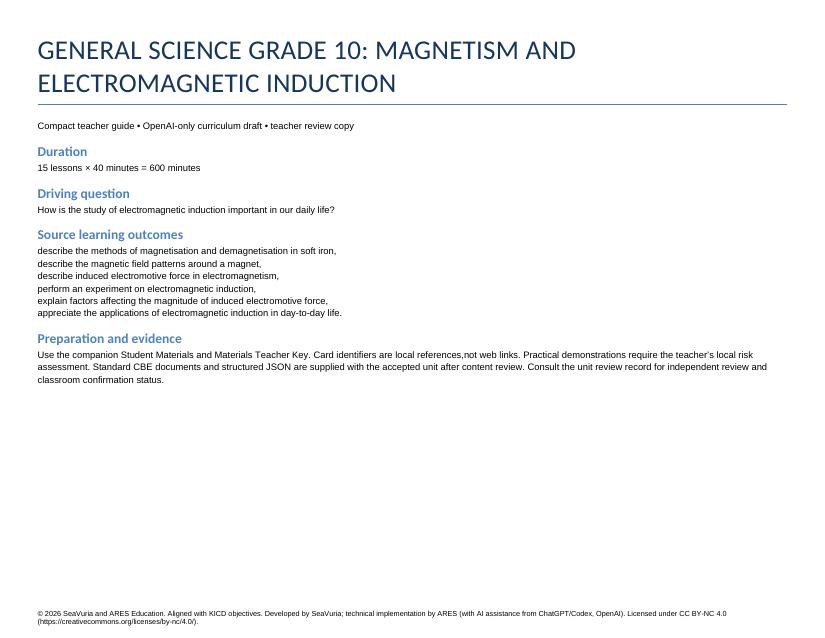 GENERAL SCIENCE GRADE 10: MAGNETISM AND
ELECTROMAGNETIC INDUCTION
Compact teacher guide • OpenAI-only curriculum draft • teacher review copy
Duration
15 lessons × 40 minutes = 600 minutes
Driving question
How is the study of electromagnetic induction important in our daily life?
Source learning outcomes
describe the methods of magnetisation and demagnetisation in soft iron,
describe the magnetic field patterns around a magnet,
describe induced electromotive force in electromagnetism,
perform an experiment on electromagnetic induction,
explain factors affecting the magnitude of induced electromotive force,
appreciate the applications of electromagnetic induction in day-to-day life.
Preparation and evidence
Use the companion Student Materials and Materials Teacher Key. Card identifiers are local references,not web links. Practical demonstrations require the teacher's local risk
assessment. Standard CBE documents and structured JSON are supplied with the accepted unit after content review. Consult the unit review record for independent review and
classroom confirmation status.
© 2026 SeaVuria and ARES Education. Aligned with KICD objectives. Developed by SeaVuria; technical implementation by ARES (with AI assistance from ChatGPT/Codex, OpenAI). Licensed under CC BY-NC 4.0
(https://creativecommons.org/licenses/by-nc/4.0/).